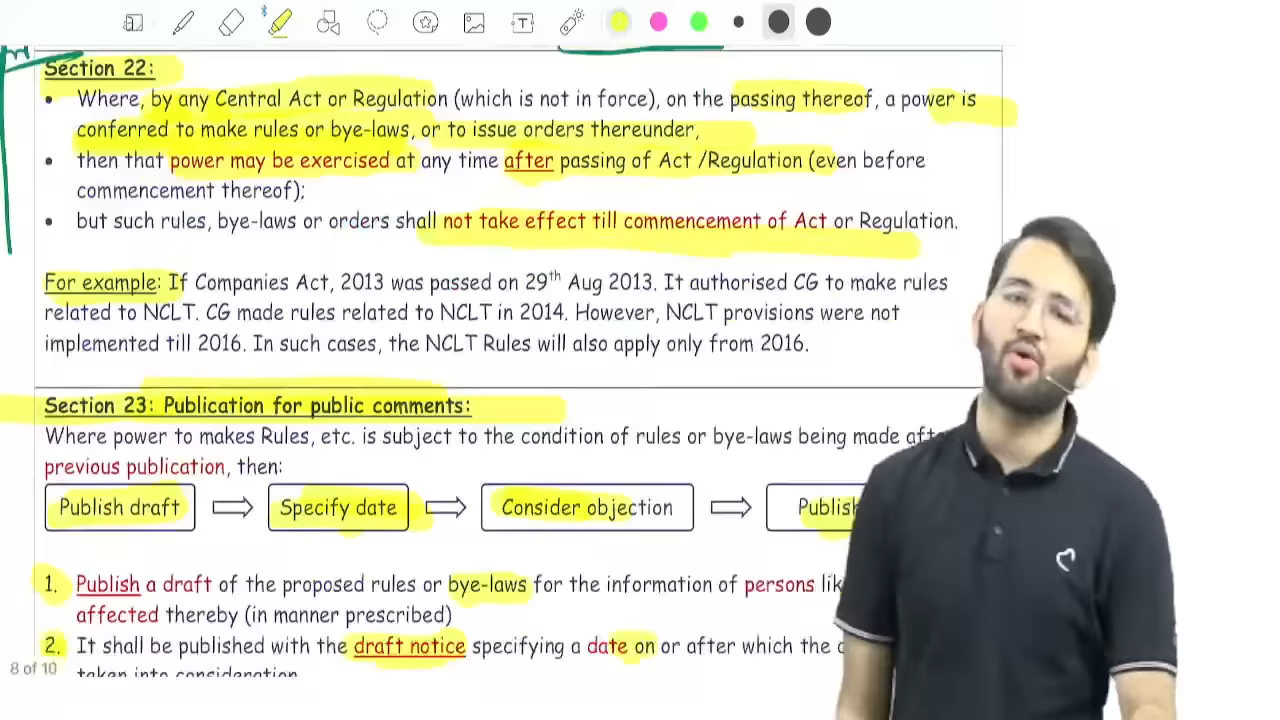 Section 22:
• Where, by any Central Act or Regulation (which is not in force), on the passing thereof, a power is
conferred to make rules or bye-laws, or to issue orders thereunder,
• then that power may be exercised at any time after passing of Act /Regulation (even before
commencement thereof);
• but such rules, bye-laws or orders shall not take effect till commencement of Act or Regulation.
For example: If Companies Act, 2013 was passed on 29th Aug 2013. It authorised CG to make rules
related to NCLT. CG made rules related to NCLT in 2014. However, NCLT provisions were not
implemented till 2016. In such cases, the NCLT Rules will also apply only from 2016.
Section 23: Publication for public comments:
Where power to makes Rules, etc. is subject to the condition of rules or bye-laws being made
previous publication, then:
Publish draft Specify date Consider objection Publish
1. Publish a draft of the proposed rules or bye-laws for the information of persons
affected thereby (in manner prescribed)
2. It shall be published with the draft notice specifying a date on or after which the
8 of 10
taken into consideration